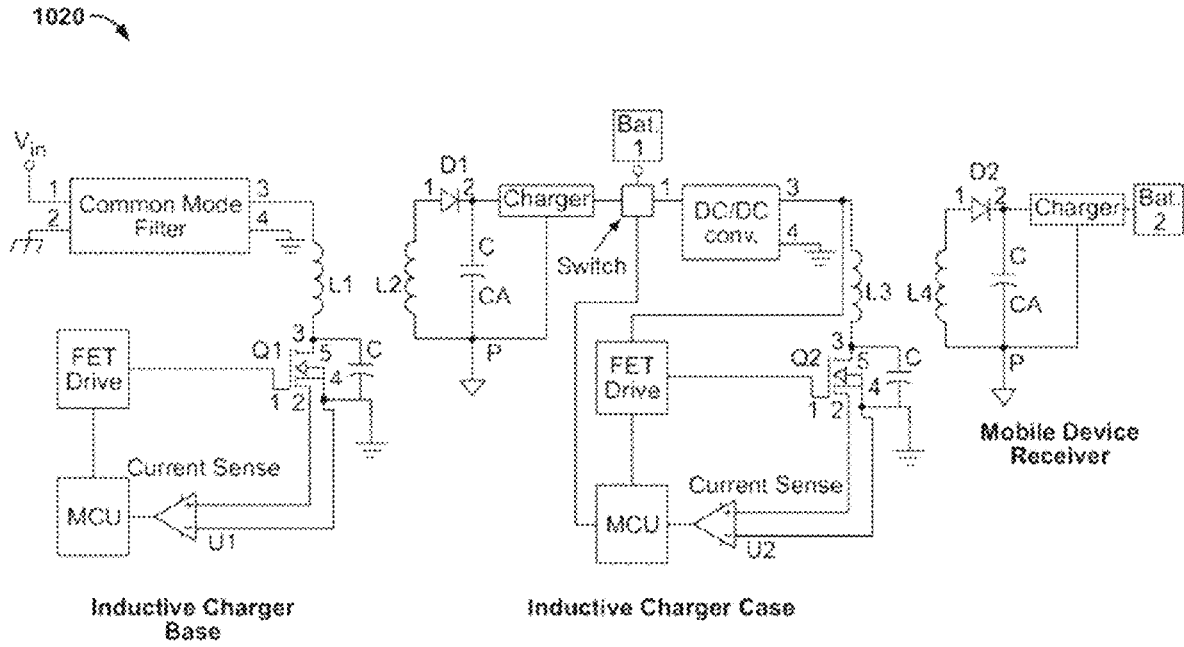 1020
V_in
1
2
Common Mode
Filter
3
4
L1
FET
Drive
Q1
3
5
4
1
2
C
Current Sense
MCU
U1
Inductive Charger
Base
L2
D1
1
2
C
CA
P
Charger
Bat.
1
Switch
1
DC/DC
conv.
3
4
L3
FET
Drive
Q2
3
5
4
1
2
C
Current Sense
MCU
U2
Inductive Charger Case
L4
D2
1
2
C
CA
P
Charger
Bat.
2
Mobile Device
Receiver